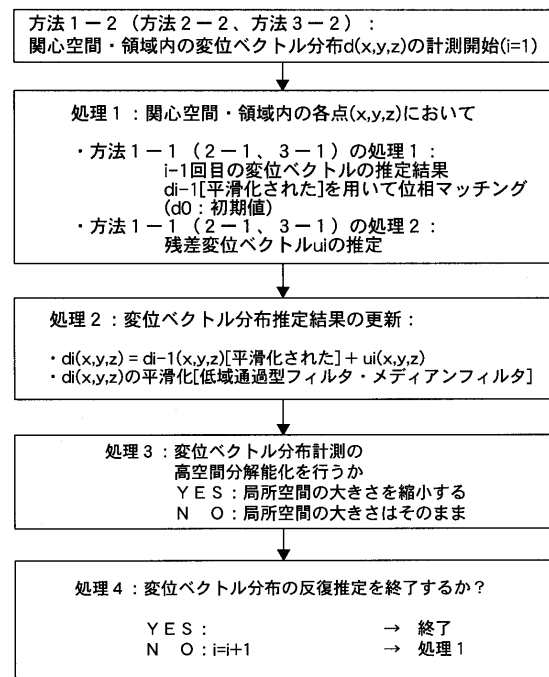 方法１－２（方法２－２、方法３－２）：
関心空間・領域内の変位ベクトル分布d(x,y,z)の計測開始(i=1)
処理１：関心空間・領域内の各点(x,y,z)において
・方法１－１（２－１、３－１）の処理１：
i-1回目の変位ベクトルの推定結果
di-1[平滑化された]を用いて位相マッチング
(d0：初期値)
・方法１－１（２－１、３－１）の処理２：
残差変位ベクトルuiの推定
処理２：変位ベクトル分布推定結果の更新：
・di(x,y,z) = di-1(x,y,z)[平滑化された] + ui(x,y,z)
・di(x,y,z)の平滑化[低域通過型フィルタ・メディアンフィルタ]
処理３：変位ベクトル分布計測の
高空間分解能化を行うか
ＹＥＳ：局所空間の大きさを縮小する
Ｎ Ｏ：局所空間の大きさはそのまま
処理４：変位ベクトル分布の反復推定を終了するか？
ＹＥＳ： → 終了
Ｎ Ｏ：i=i+1 → 処理１